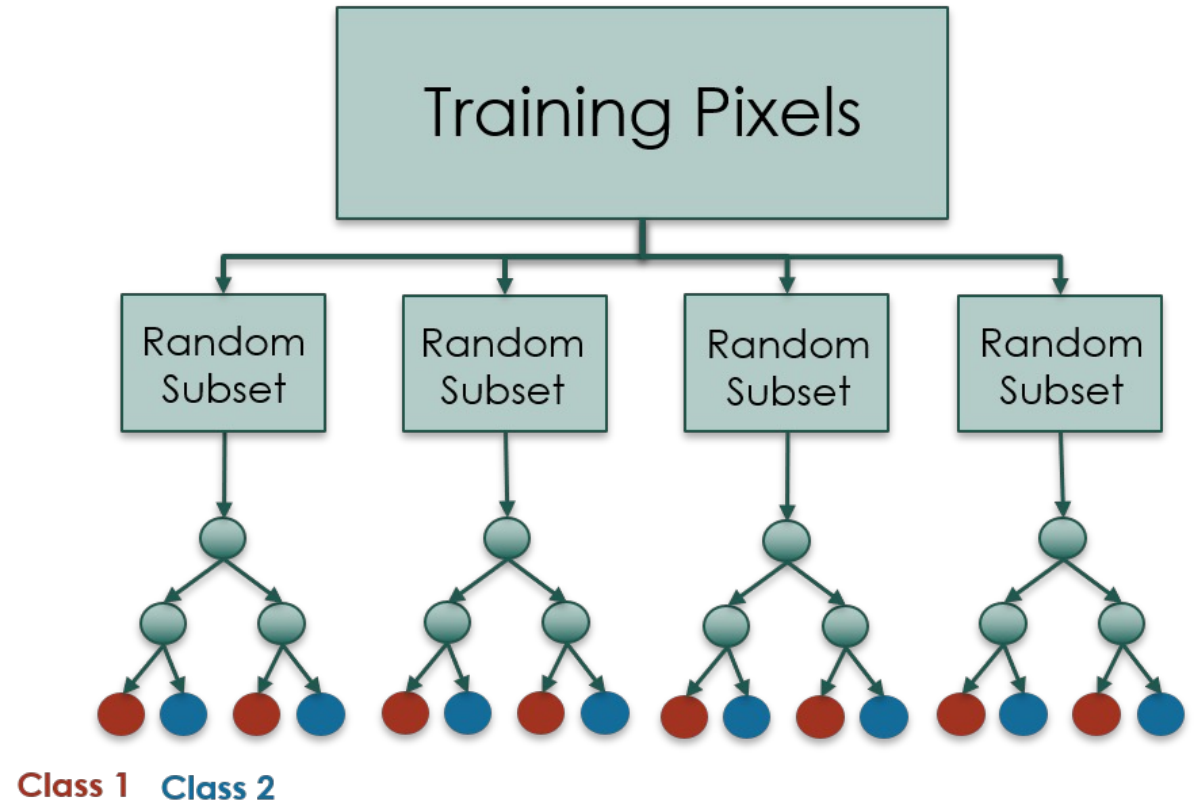 Training Pixels
Random
Subset
Random
Subset
Random
Subset
Random
Subset
Class 1
Class 2